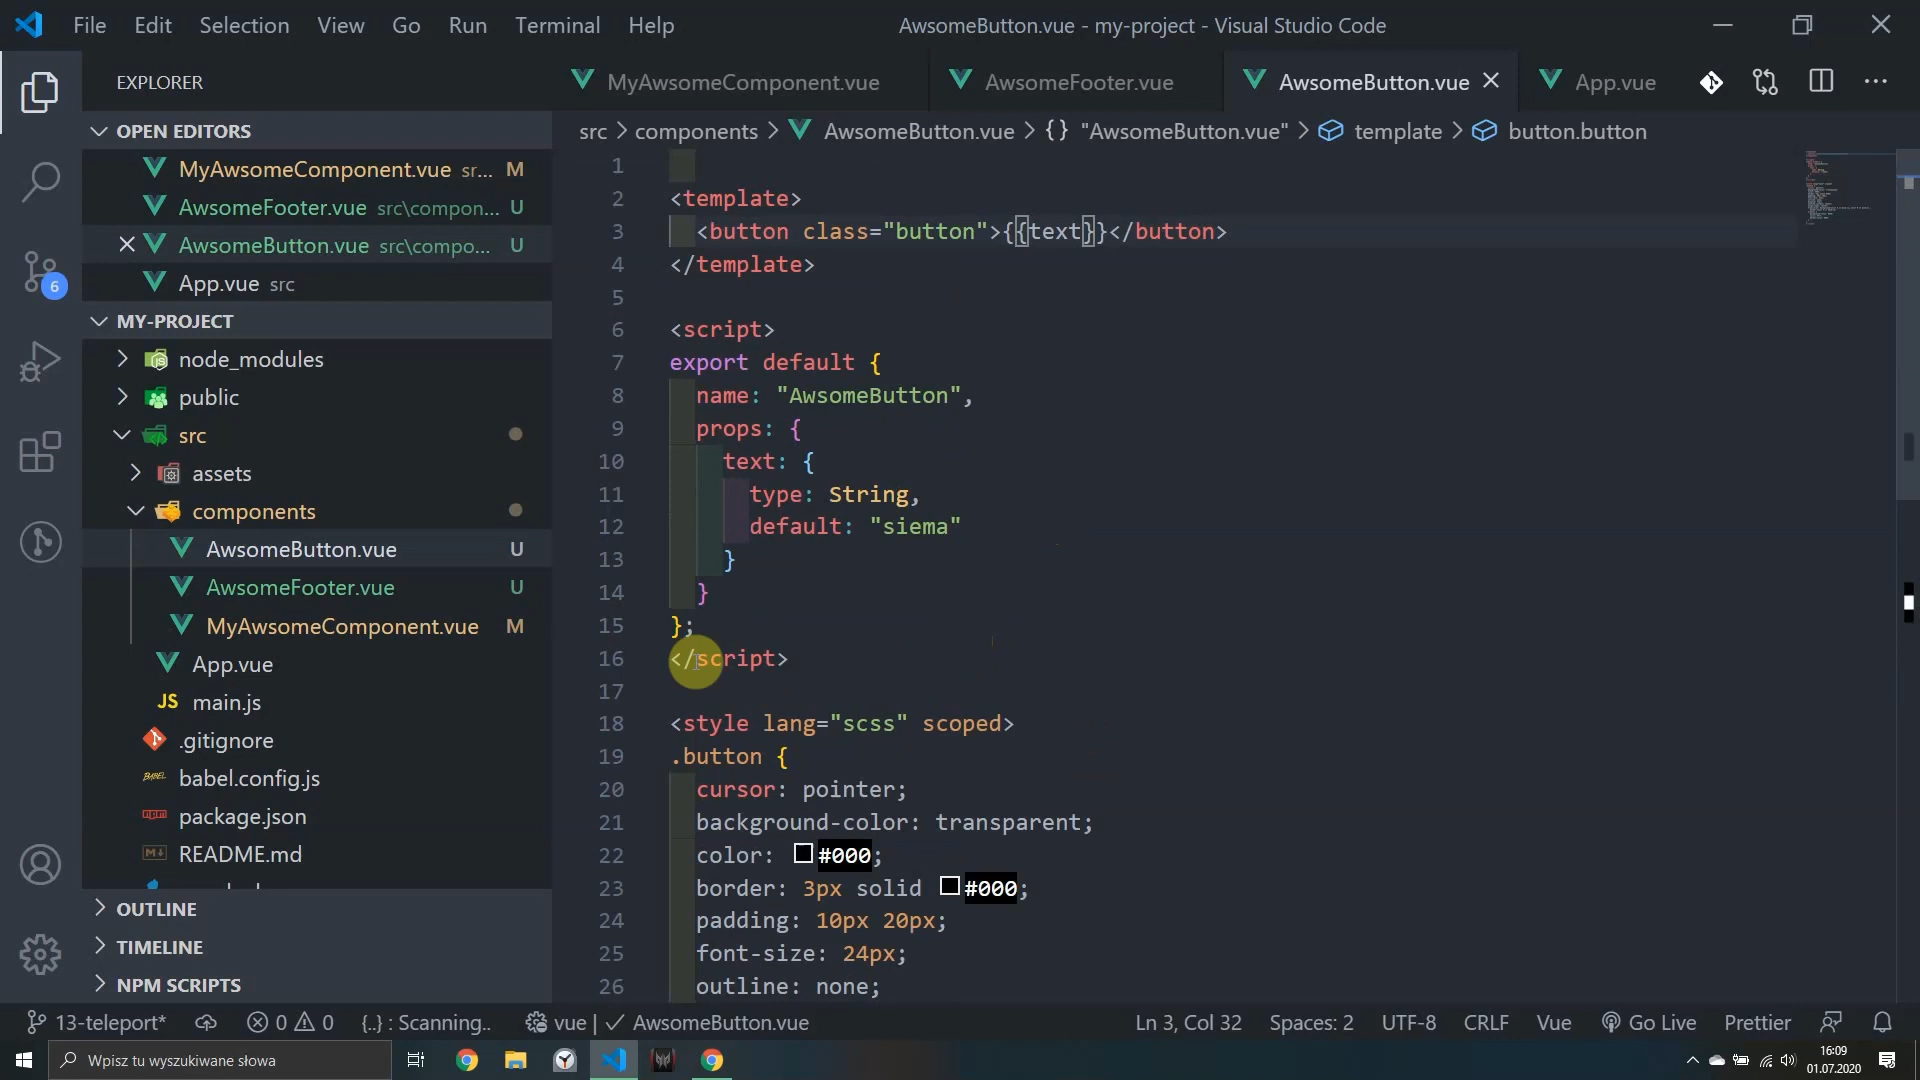 File Edit Selection View Go Run Terminal Help AwsomeButton.vue - my-project - Visual Studio Code
EXPLORER
MyAwsomeComponent.vue AwsomeFooter.vue AwsomeButton.vue App.vue
OPEN EDITORS
MyAwsomeComponent.vue sr... M
AwsomeFooter.vue src\compon... U
AwsomeButton.vue src\compo... U
App.vue src
6
MY-PROJECT
node_modules
public
src
assets
components
AwsomeButton.vue U
AwsomeFooter.vue U
MyAwsomeComponent.vue M
App.vue
JS main.js
.gitignore
BABEL babel.config.js
package.json
README.md
OUTLINE
TIMELINE
NPM SCRIPTS
src > components > AwsomeButton.vue > {} "AwsomeButton.vue" > template > button.button
1
2 <template>
3 <button class="button">{{text}}</button>
4 </template>
5
6 <script>
7 export default {
8 name: "AwsomeButton",
9 props: {
10 text: {
11 type: String,
12 default: "siema"
13 }
14 }
15 };
16 </script>
17
18 <style lang="scss" scoped>
19 .button {
20 cursor: pointer;
21 background-color: transparent;
22 color: #000;
23 border: 3px solid #000;
24 padding: 10px 20px;
25 font-size: 24px;
26 outline: none;
13-teleport* 0 0 {..} : Scanning.. vue | ✓ AwsomeButton.vue Ln 3, Col 32 Spaces: 2 UTF-8 CRLF Vue Go Live Prettier
Wpisz tu wyszukiwane słowa
16:09
01.07.2020